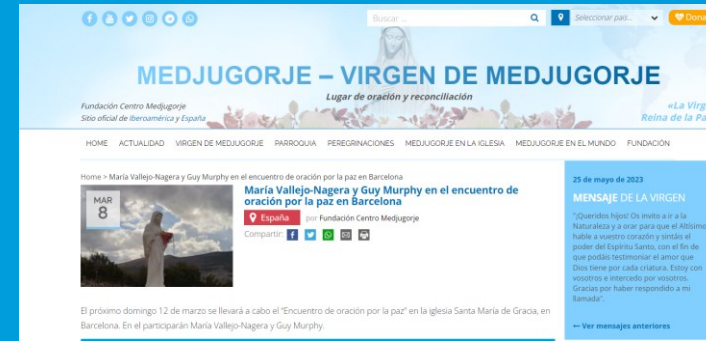 Buscar ...
Seleccionar país...
Dona
MEDJUGORJE – VIRGEN DE MEDJUGORJE
Lugar de oración y reconciliación
Fundación Centro Medjugorje
Sitio oficial de Iberoamérica y España
«La Virg
Reina de la Pa
HOME ACTUALIDAD VIRGEN DE MEDJUGORJE PARROQUIA PEREGRINACIONES MEDJUGORJE EN LA IGLESIA MEDJUGORJE EN EL MUNDO FUNDACIÓN
Home > María Vallejo-Nagera y Guy Murphy en el encuentro de oración por la paz en Barcelona
MAR
8
María Vallejo-Nagera y Guy Murphy en el encuentro de
oración por la paz en Barcelona
España por Fundación Centro Medjugorje
Compartir:
El próximo domingo 12 de marzo se llevará a cabo el “Encuentro de oración por la paz” en la iglesia Santa María de Gracia, en
Barcelona. En el participarán María Vallejo-Nagera y Guy Murphy.
25 de mayo de 2023
MENSAJE DE LA VIRGEN
"¡Queridos hijos! Os invito a ir a la
Naturaleza y a orar para que el Altísimo
hable a vuestro corazón y sintáis el
poder del Espíritu Santo, con el fin de
que podáis testimoniar el amor que
Dios tiene por cada criatura. Estoy con
vosotros e intercedo por vosotros.
Gracias por haber respondido a mi
llamada".
← Ver mensajes anteriores